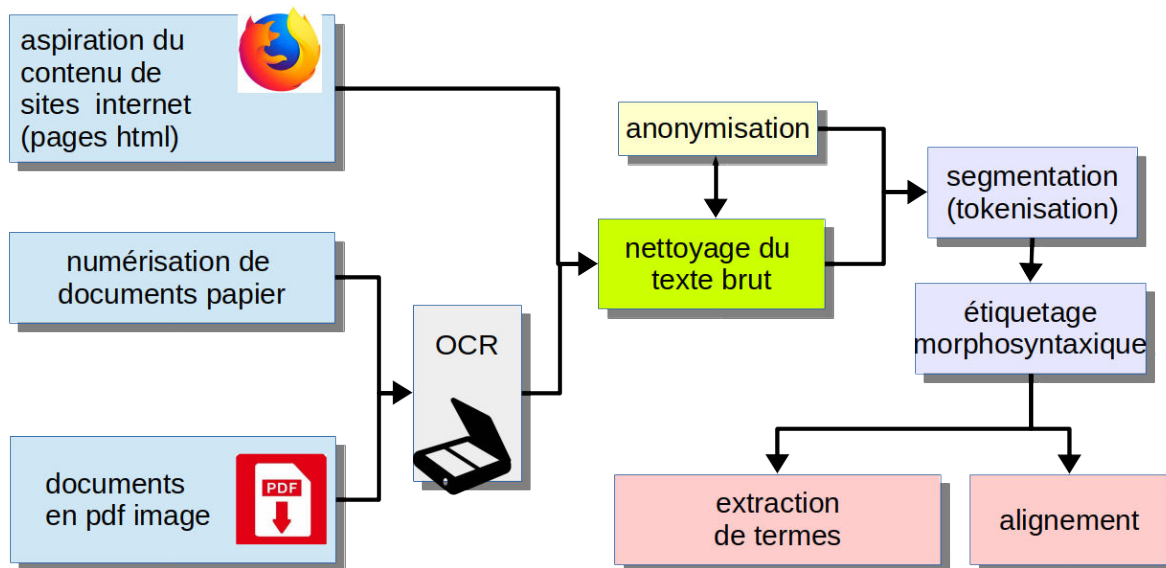 aspiration du
contenu de
sites internet
(pages html)
numérisation de
documents papier
documents
en pdf image
PDF
OCR
anonymisation
nettoyage du
texte brut
segmentation
(tokenisation)
étiquetage
morphosyntaxique
extraction
de termes
alignement